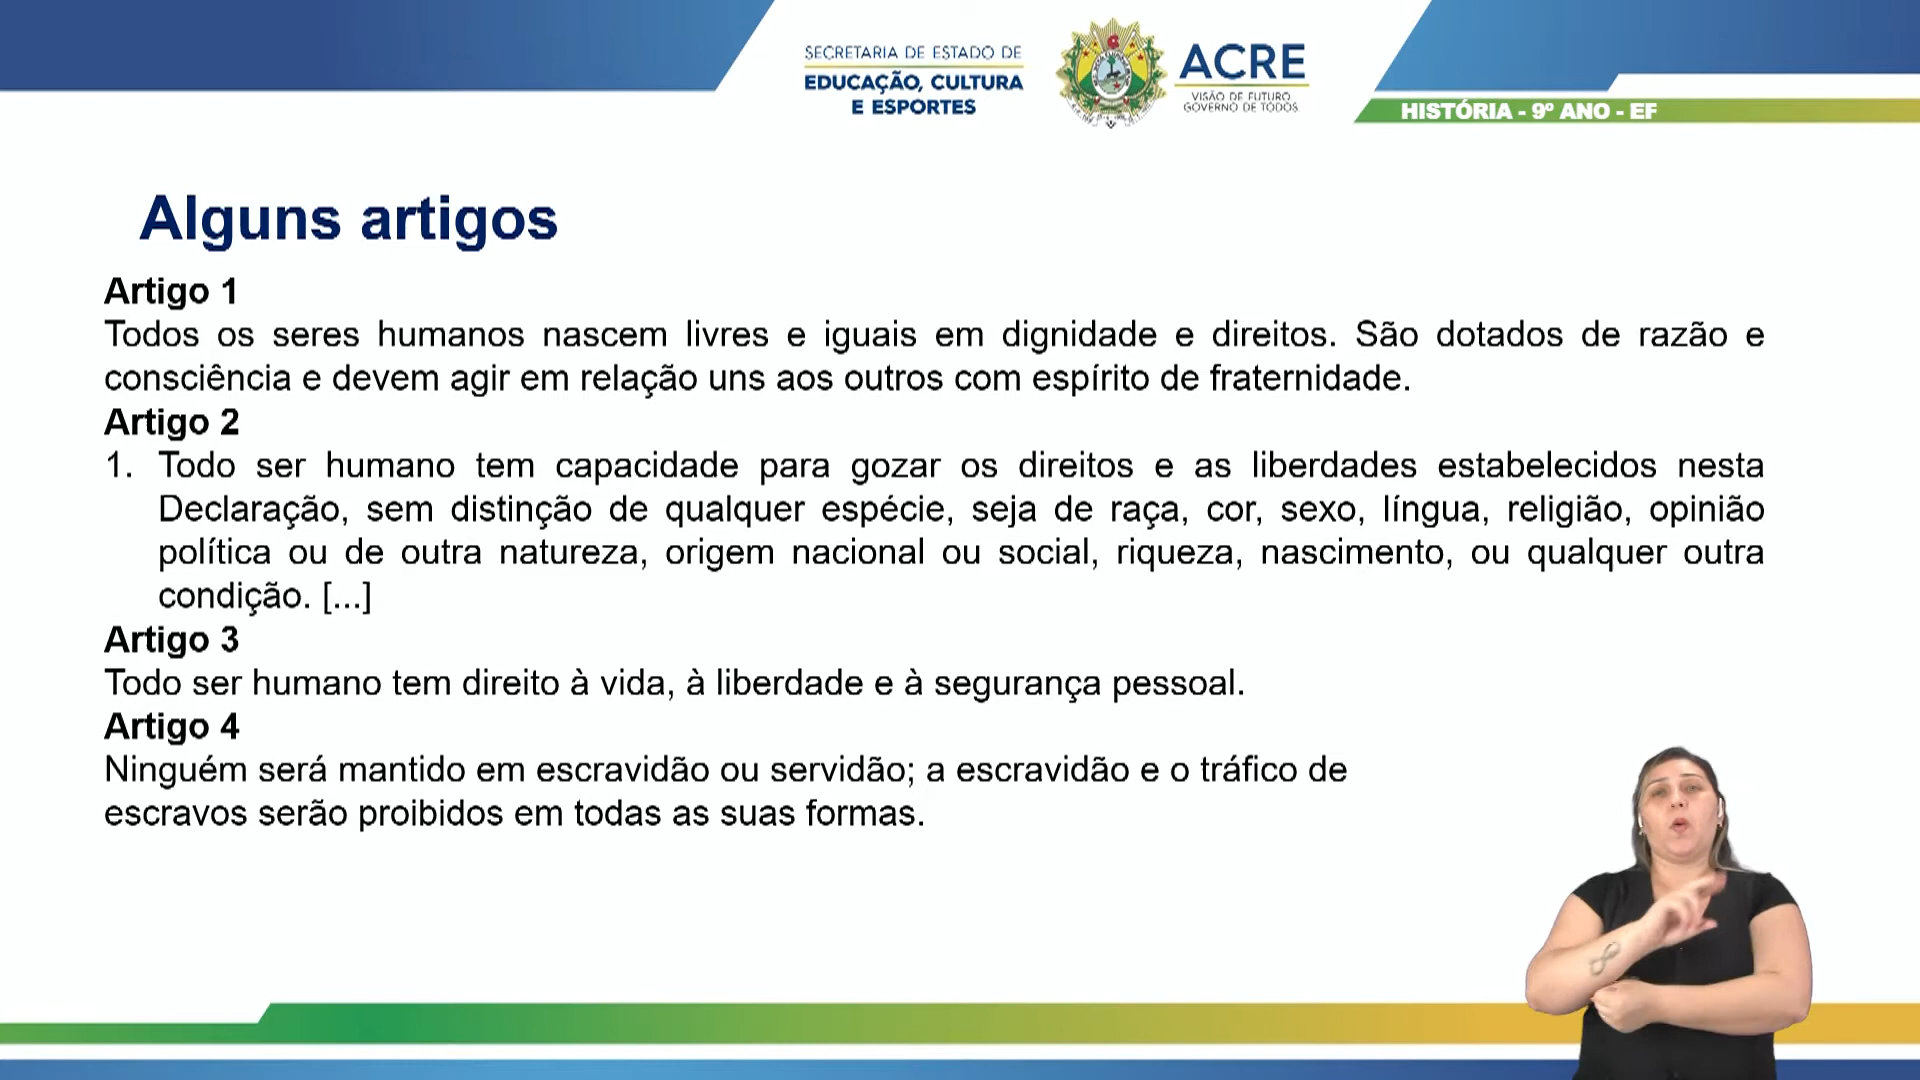 SECRETARIA DE ESTADO DE
EDUCAÇÃO, CULTURA
E ESPORTES
ACRE
VISÃO DE FUTURO.
GOVERNO DE TODOS.
HISTÓRIA - 9º ANO - EF
Alguns artigos
Artigo 1
Todos os seres humanos nascem livres e iguais em dignidade e direitos. São dotados de razão e
consciência e devem agir em relação uns aos outros com espírito de fraternidade.
Artigo 2
1. Todo ser humano tem capacidade para gozar os direitos e as liberdades estabelecidos nesta
Declaração, sem distinção de qualquer espécie, seja de raça, cor, sexo, língua, religião, opinião
política ou de outra natureza, origem nacional ou social, riqueza, nascimento, ou qualquer outra
condição. [...]
Artigo 3
Todo ser humano tem direito à vida, à liberdade e à segurança pessoal.
Artigo 4
Ninguém será mantido em escravidão ou servidão; a escravidão e o tráfico de
escravos serão proibidos em todas as suas formas.